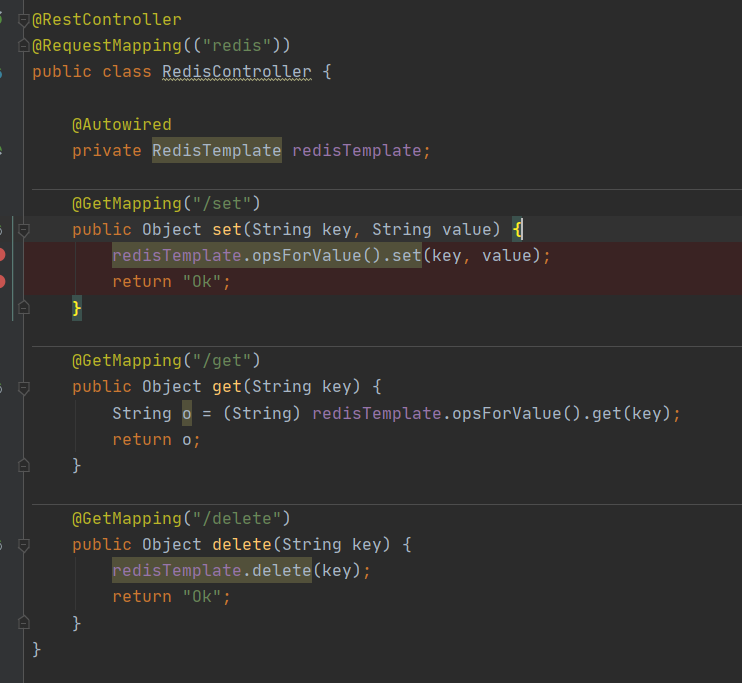 @RestController
@RequestMapping(("redis"))
public class RedisController {
@Autowired
private RedisTemplate redisTemplate;
@GetMapping("/set")
public Object set(String key, String value) {
redisTemplate.opsForValue().set(key, value);
return "Ok";
}
@GetMapping("/get")
public Object get(String key) {
String o = (String) redisTemplate.opsForValue().get(key);
return o;
}
@GetMapping("/delete")
public Object delete(String key) {
redisTemplate.delete(key);
return "Ok";
}
}